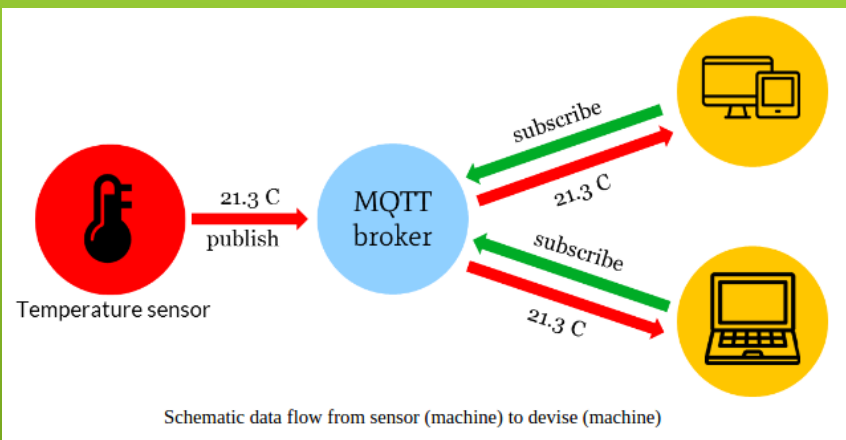 subscribe
21.3 C
21.3 C
publish
MQTT
broker
subscribe
21.3 C
Temperature sensor
Schematic data flow from sensor (machine) to devise (machine)